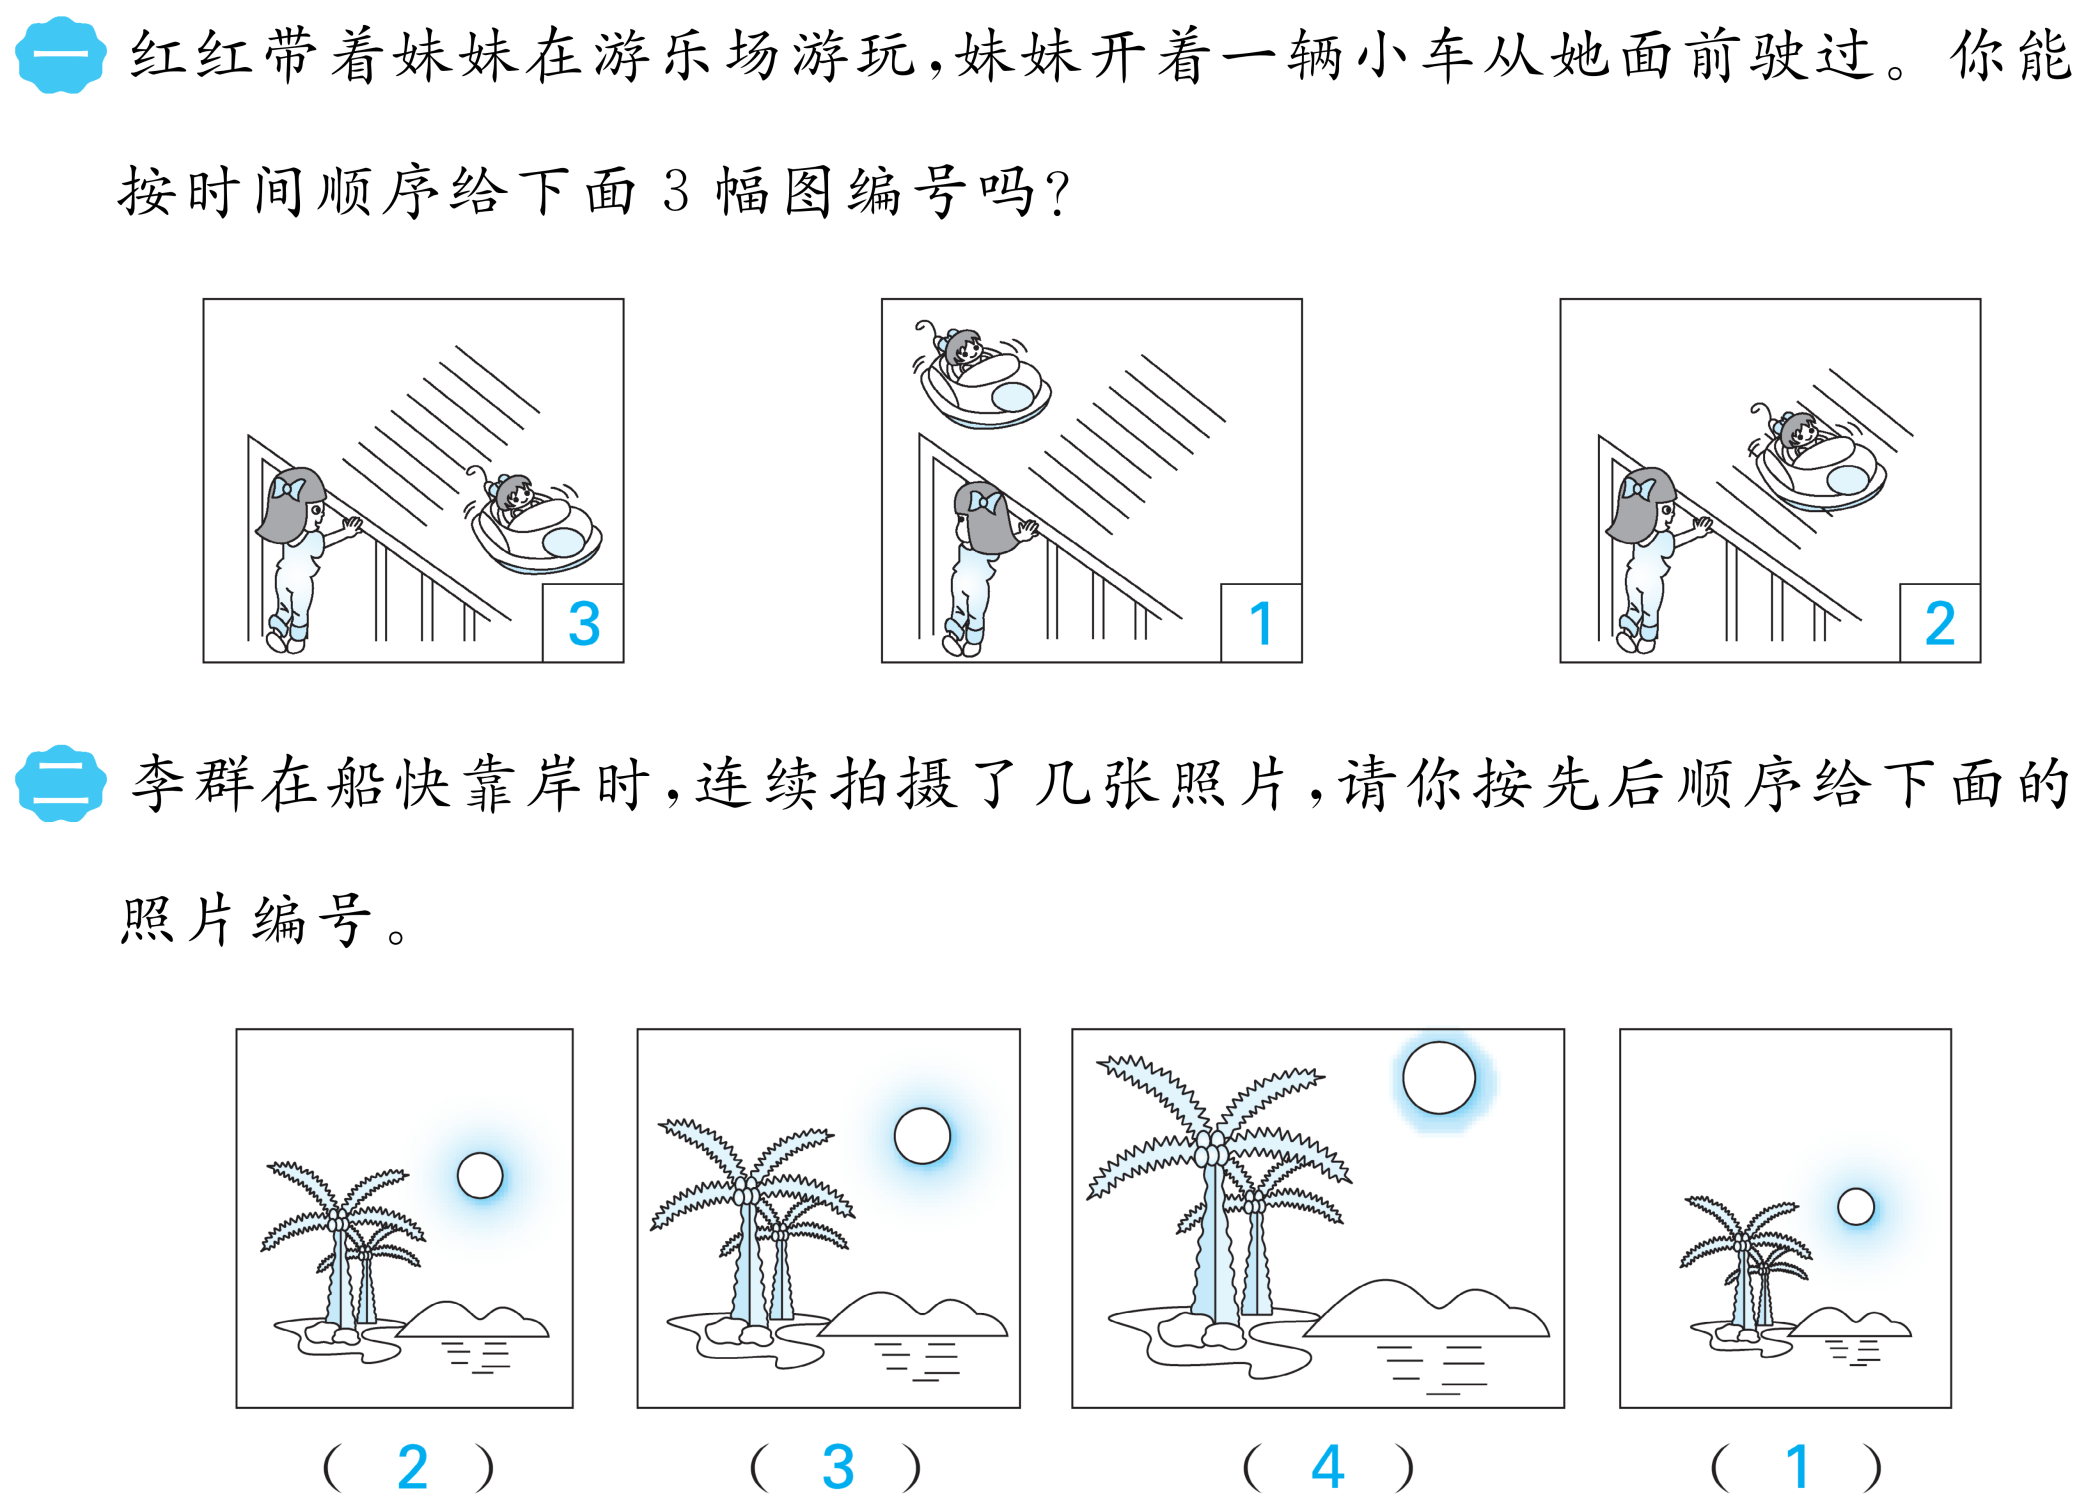 一 红红带着妹妹在游乐场游玩,妹妹开着一辆小车从她面前驶过。你能
按时间顺序给下面3幅图编号吗?
3 1 2
二 李群在船快靠岸时,连续拍摄了几张照片,请你按先后顺序给下面的
照片编号。
( 2 ) ( 3 ) ( 4 ) ( 1 )